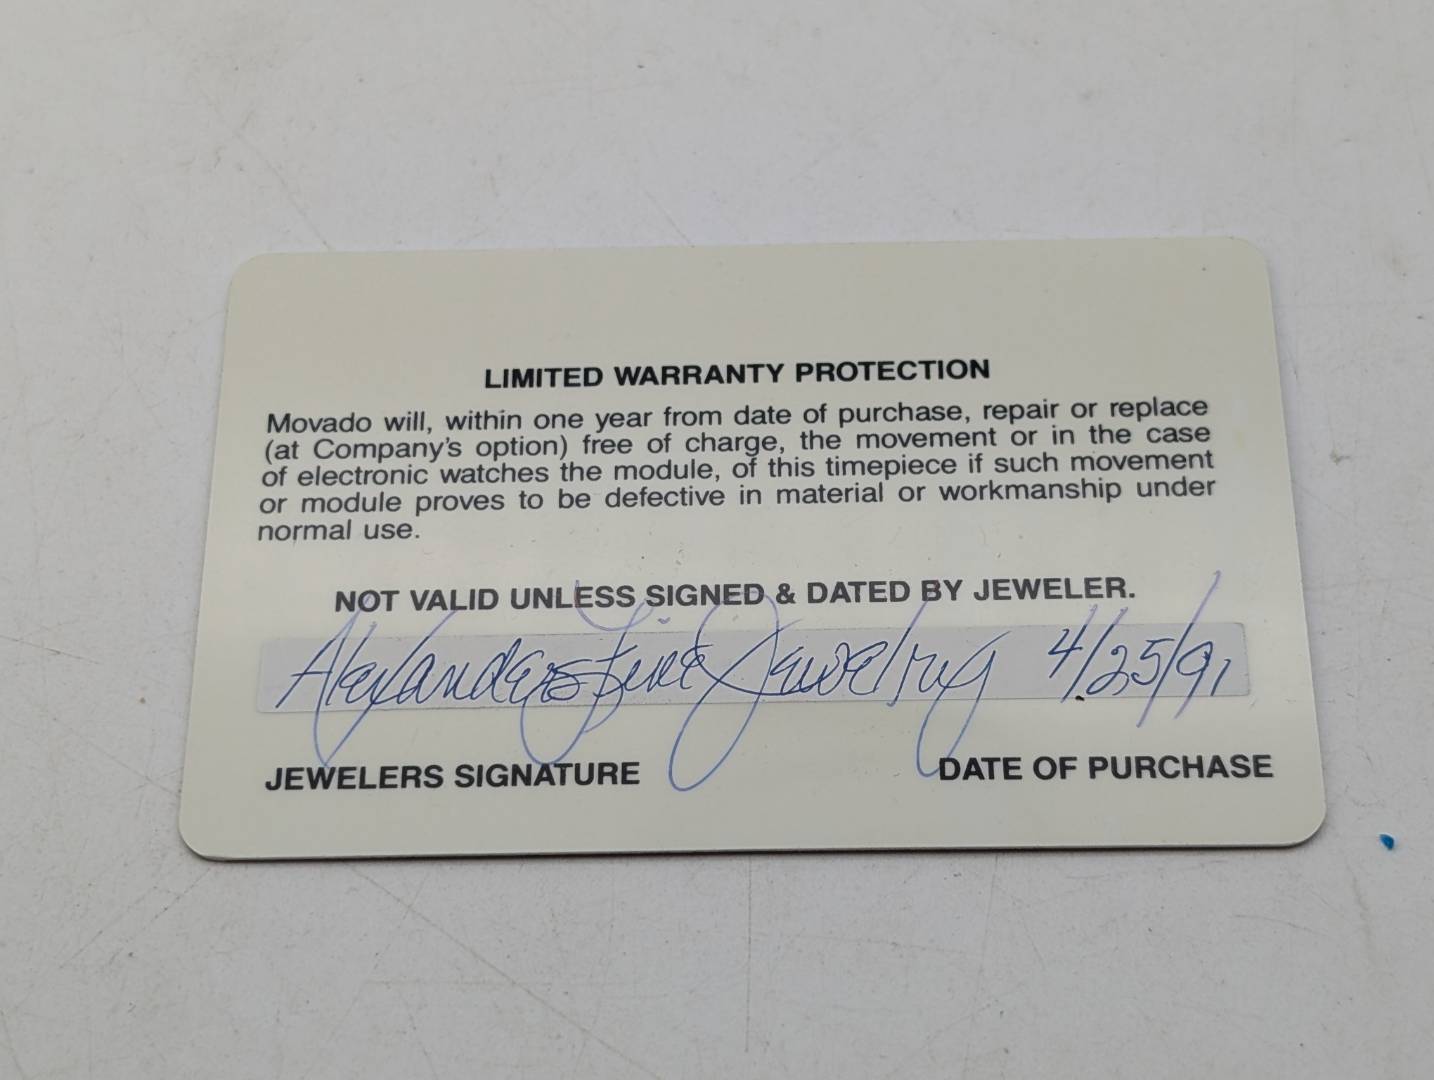 LIMITED WARRANTY PROTECTION
Movado will, within one year from date of purchase, repair or replace
(at Company's option) free of charge, the movement or in the case
of electronic watches the module, of this timepiece if such movement
or module proves to be defective in material or workmanship under
normal use.
NOT VALID UNLESS SIGNED & DATED BY JEWELER.
Alexanders Fine Jewelry 4/25/91
JEWELERS SIGNATURE DATE OF PURCHASE